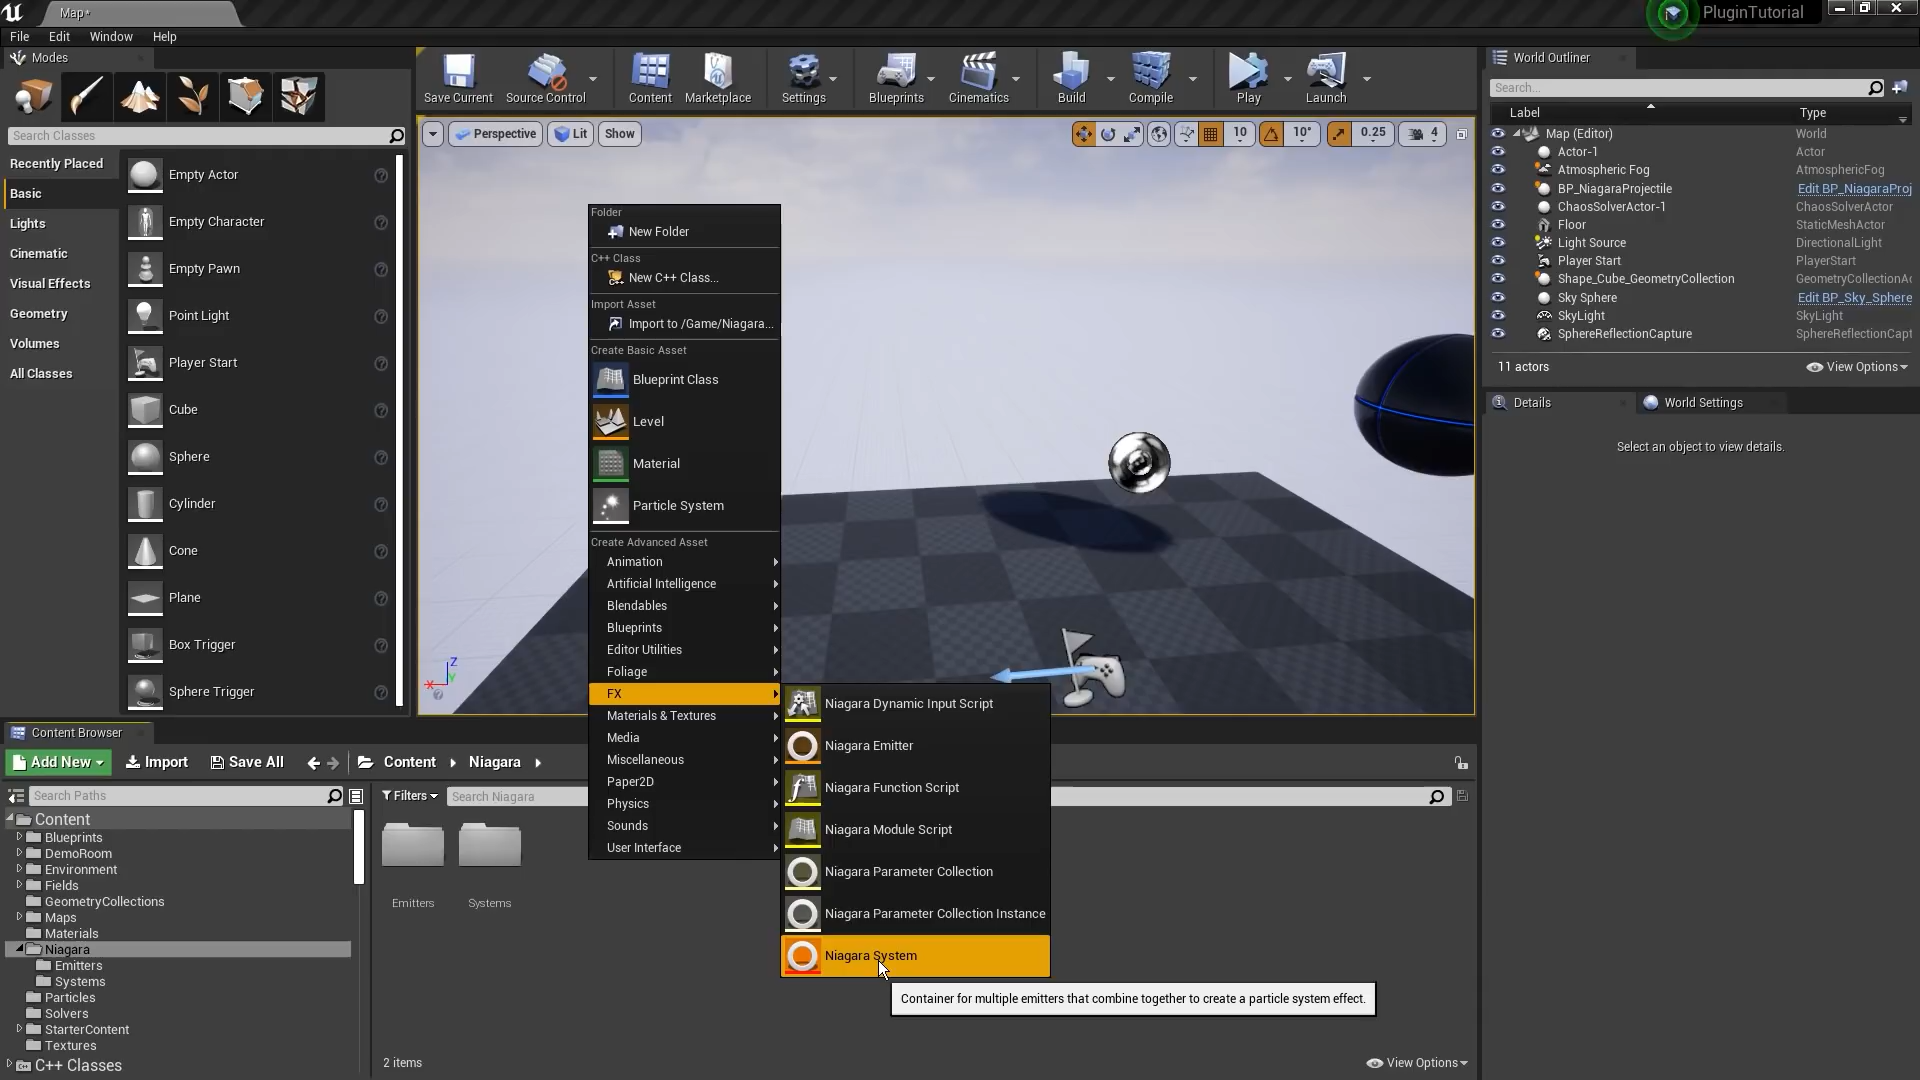 Map*
PluginTutorial
File Edit Window Help
Modes
Search Classes
Recently Placed
Basic
Lights
Cinematic
Visual Effects
Geometry
Volumes
All Classes
Empty Actor
Empty Character
Empty Pawn
Point Light
Player Start
Cube
Sphere
Cylinder
Cone
Plane
Box Trigger
Sphere Trigger
Save Current Source Control Content Marketplace Settings Blueprints Cinematics Build Compile Play Launch
Perspective Lit Show
10 10° 0.25 4
X Y Z
Folder
New Folder
C++ Class
New C++ Class...
Import Asset
Import to /Game/Niagara...
Create Basic Asset
Blueprint Class
Level
Material
Particle System
Create Advanced Asset
Animation
Artificial Intelligence
Blendables
Blueprints
Editor Utilities
Foliage
FX
Materials & Textures
Media
Miscellaneous
Paper2D
Physics
Sounds
User Interface
Niagara Dynamic Input Script
Niagara Emitter
Niagara Function Script
Niagara Module Script
Niagara Parameter Collection
Niagara Parameter Collection Instance
Niagara System
Container for multiple emitters that combine together to create a particle system effect.
World Outliner
Search...
Label Type
Map (Editor) World
Actor-1 Actor
Atmospheric Fog AtmosphericFog
BP_NiagaraProjectile Edit BP_NiagaraProj
ChaosSolverActor-1 ChaosSolverActor
Floor StaticMeshActor
Light Source DirectionalLight
Player Start PlayerStart
Shape_Cube_GeometryCollection GeometryCollectionAc
Sky Sphere Edit BP_Sky_Sphere
SkyLight SkyLight
SphereReflectionCapture SphereReflectionCapt
11 actors View Options
Details World Settings
Select an object to view details.
Content Browser
Add New Import Save All Content Niagara
Search Paths
Filters Search Niagara
Content
Blueprints
DemoRoom
Environment
Fields
GeometryCollections
Maps
Materials
Niagara
Emitters
Systems
Particles
Solvers
StarterContent
Textures
C++ Classes
Emitters Systems
2 items View Options